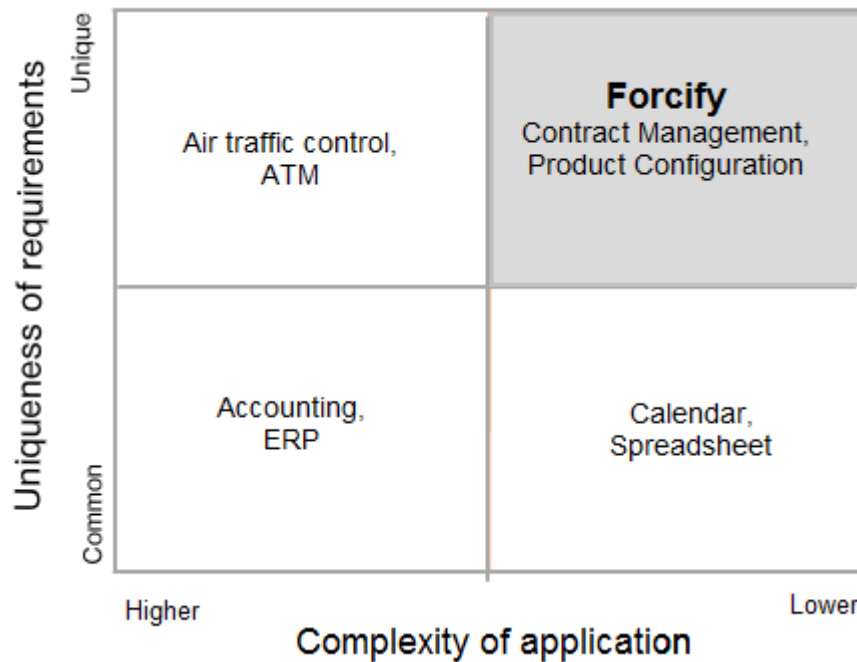 Uniqueness of requirements
Unique
Common
Air traffic control,
ATM
Forcify
Contract Management,
Product Configuration
Accounting,
ERP
Calendar,
Spreadsheet
Higher
Lower
Complexity of application